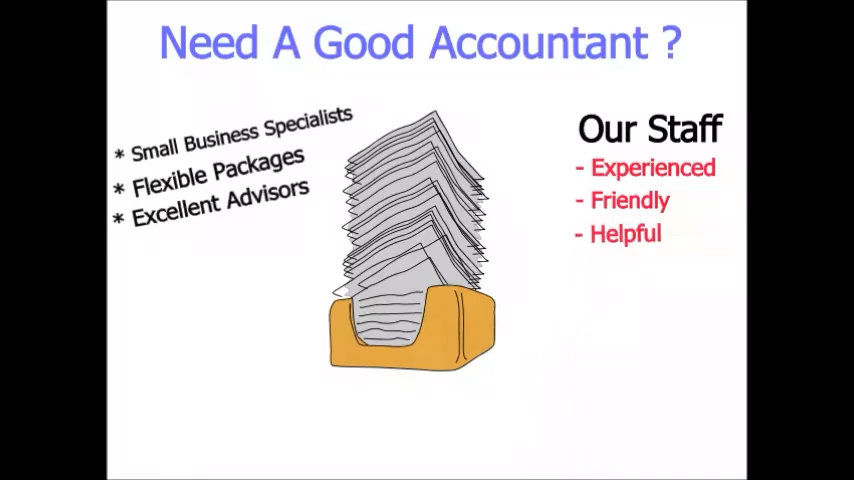 Need A Good Accountant ?
* Small Business Specialists
* Flexible Packages
* Excellent Advisors
Our Staff
- Experienced
- Friendly
- Helpful